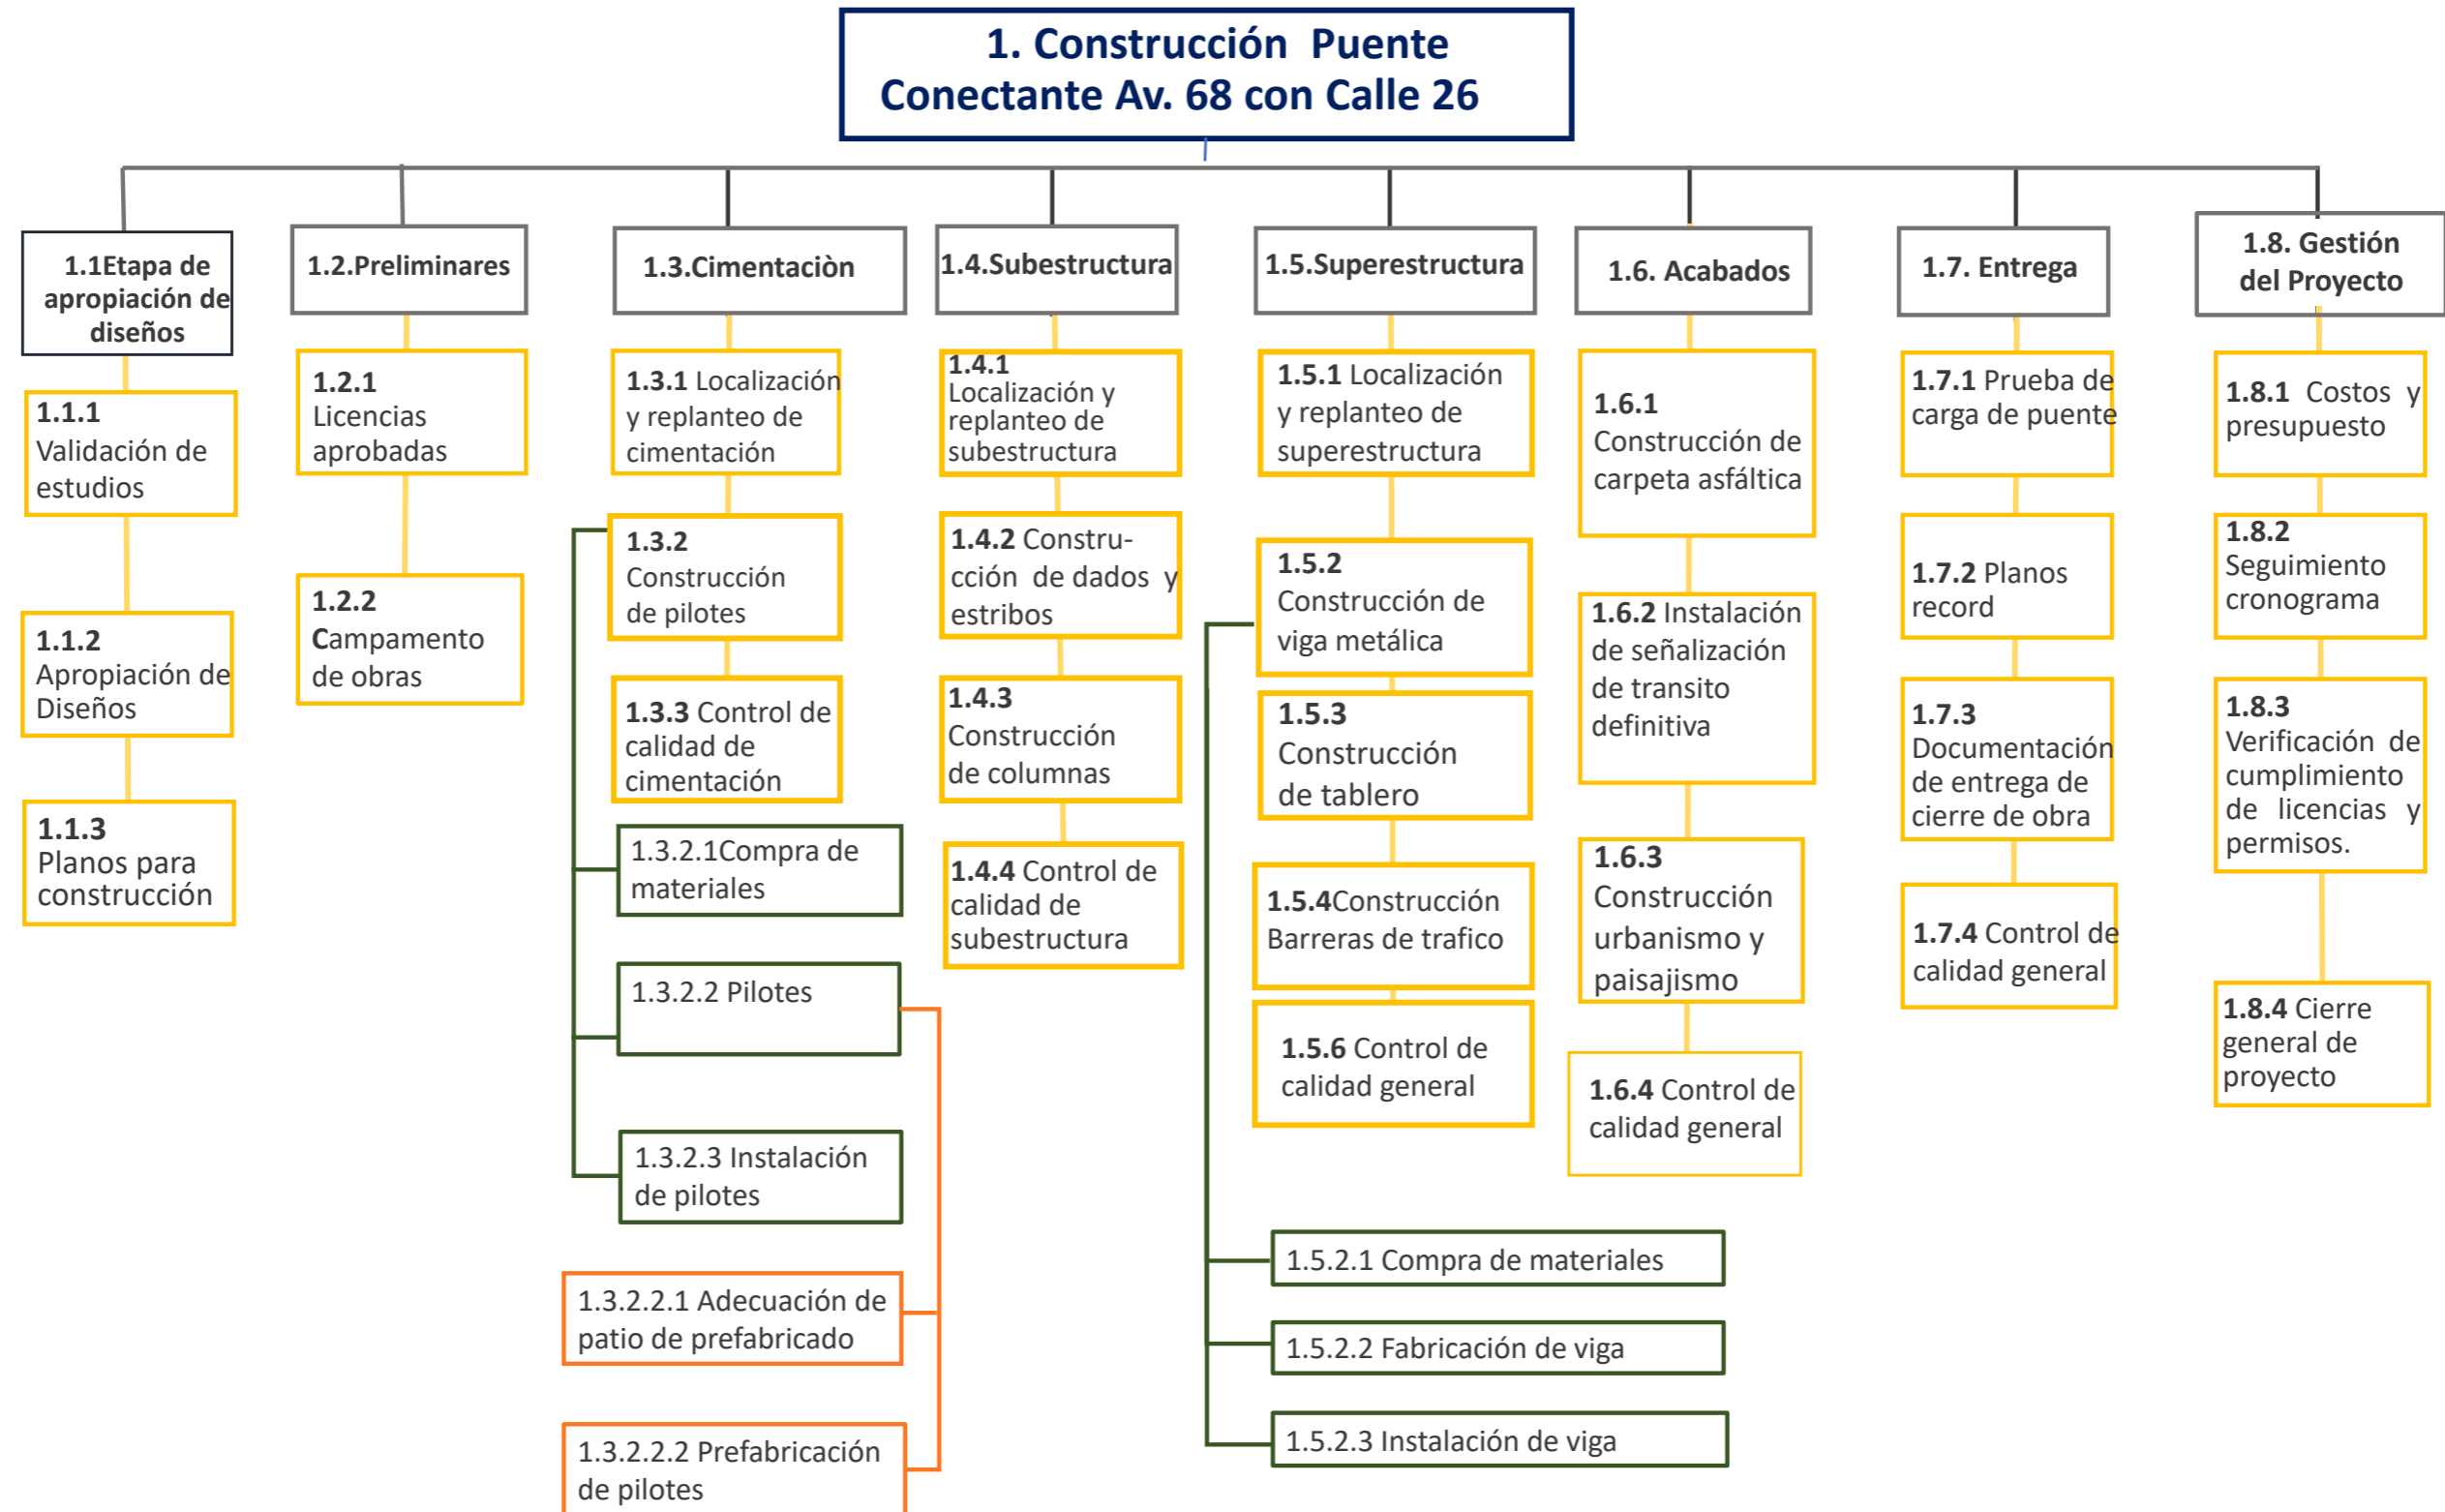 1. Construcción Puente
Conectante Av. 68 con Calle 26
1.1Etapa de
apropiación de
diseños
1.1.1
Validación de
estudios
1.1.2
Apropiación de
Diseños
1.1.3
Planos para
construcción
1.2.Preliminares
1.2.1
Licencias
aprobadas
1.2.2
Campamento
de obras
1.3.Cimentaciòn
1.3.1 Localización
y replanteo de
cimentación
1.3.2
Construcción
de pilotes
1.3.3 Control de
calidad de
cimentación
1.3.2.1Compra de
materiales
1.3.2.2 Pilotes
1.3.2.3 Instalación
de pilotes
1.3.2.2.1 Adecuación de
patio de prefabricado
1.3.2.2.2 Prefabricación
de pilotes
1.4.Subestructura
1.4.1
Localización y
replanteo de
subestructura
1.4.2 Constru-
cción de dados y
estribos
1.4.3
Construcción
de columnas
1.4.4 Control de
calidad de
subestructura
1.5.Superestructura
1.5.1 Localización
y replanteo de
superestructura
1.5.2
Construcción de
viga metálica
1.5.3
Construcción
de tablero
1.5.4Construcción
Barreras de trafico
1.5.6 Control de
calidad general
1.5.2.1 Compra de materiales
1.5.2.2 Fabricación de viga
1.5.2.3 Instalación de viga
1.6. Acabados
1.6.1
Construcción de
carpeta asfáltica
1.6.2 Instalación
de señalización
de transito
definitiva
1.6.3
Construcción
urbanismo y
paisajismo
1.6.4 Control de
calidad general
1.7. Entrega
1.7.1 Prueba de
carga de puente
1.7.2 Planos
record
1.7.3
Documentación
de entrega de
cierre de obra
1.7.4 Control de
calidad general
1.8. Gestión
del Proyecto
1.8.1 Costos y
presupuesto
1.8.2
Seguimiento
cronograma
1.8.3
Verificación de
cumplimiento
de licencias y
permisos.
1.8.4 Cierre
general de
proyecto